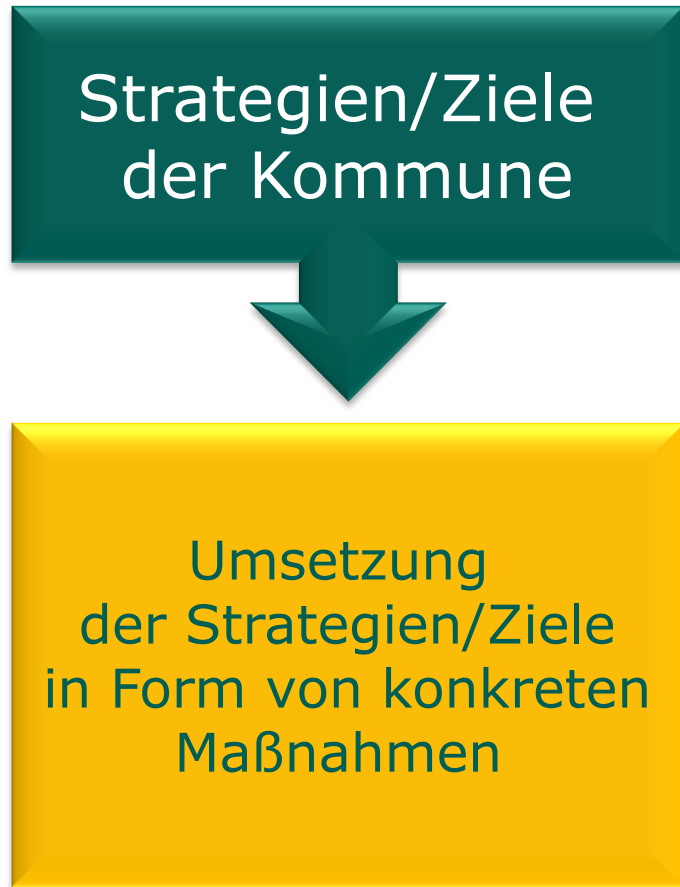 Strategien/Ziele
der Kommune
Umsetzung
der Strategien/Ziele
in Form von konkreten
Maßnahmen